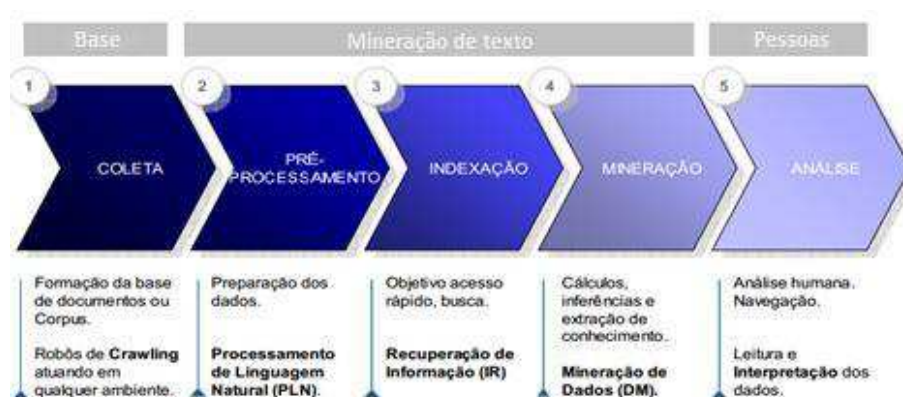 Base
Mineração de texto
Pessoas
1
2
3
4
5
COLETA
PRÉ-
PROCESSAMENTO
INDEXAÇÃO
MINERAÇÃO
ANÁLISE
Formação da base
de documentos ou
Corpus.
Robôs de Crawling
atuando em
qualquer ambiente.
Preparação dos
dados.
Processamento
de Linguagem
Natural (PLN).
Objetivo acesso
rápido, busca.
Recuperação de
Informação (IR)
Cálculos,
inferências e
extração de
conhecimento.
Mineração de
Dados (DM).
Análise humana.
Navegação.
Leitura e
Interpretação dos
dados.